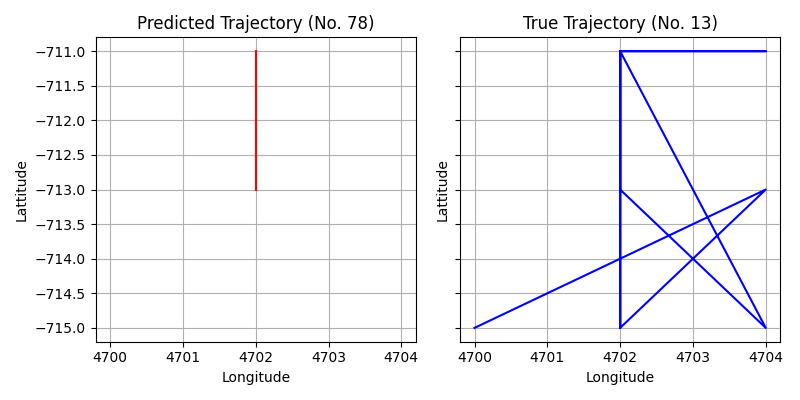 Predicted Trajectory (No. 78)
True Trajectory (No. 13)
−711.0
−711.5
−712.0
−712.5
−713.0
−713.5
−714.0
−714.5
−715.0
Lattitude
Lattitude
4700 4701 4702 4703 4704
4700 4701 4702 4703 4704
Longitude
Longitude